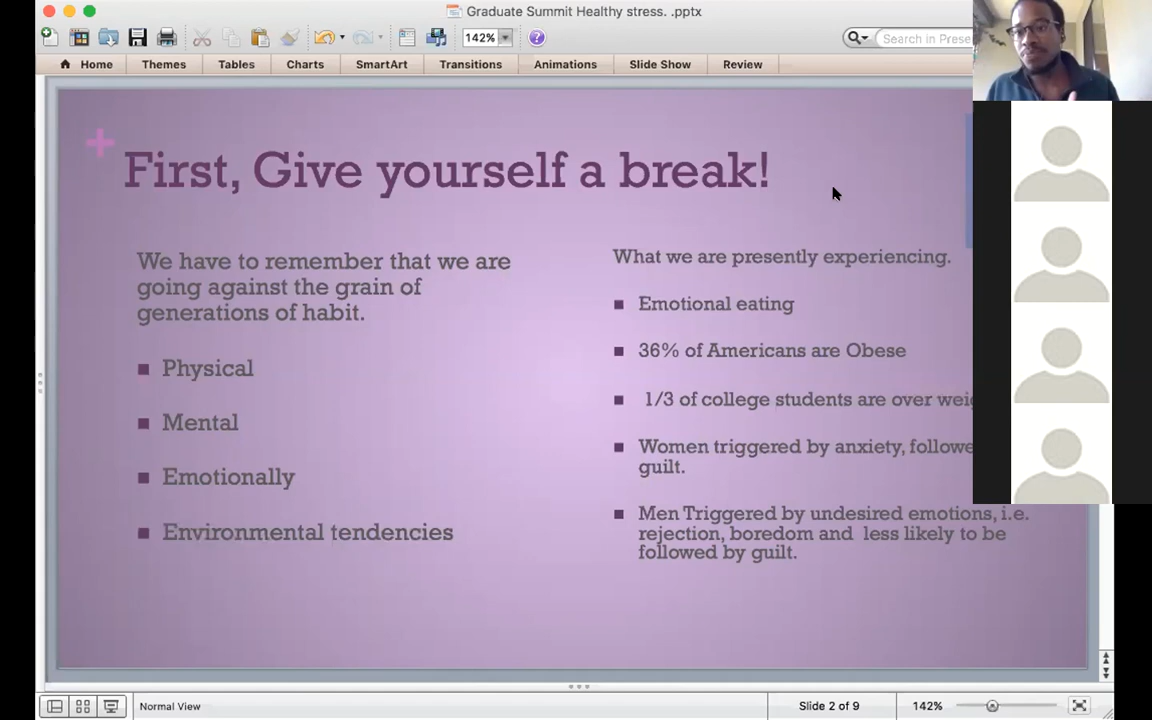 Graduate Summit Healthy stress. .pptx
142%
Search in Prese
Home Themes Tables Charts SmartArt Transitions Animations Slide Show Review
First, Give yourself a break!
We have to remember that we are
going against the grain of
generations of habit.
Physical
Mental
Emotionally
Environmental tendencies
What we are presently experiencing.
Emotional eating
36% of Americans are Obese
1/3 of college students are over weig
Women triggered by anxiety, followe
guilt.
Men Triggered by undesired emotions, i.e.
rejection, boredom and less likely to be
followed by guilt.
Normal View
Slide 2 of 9
142%